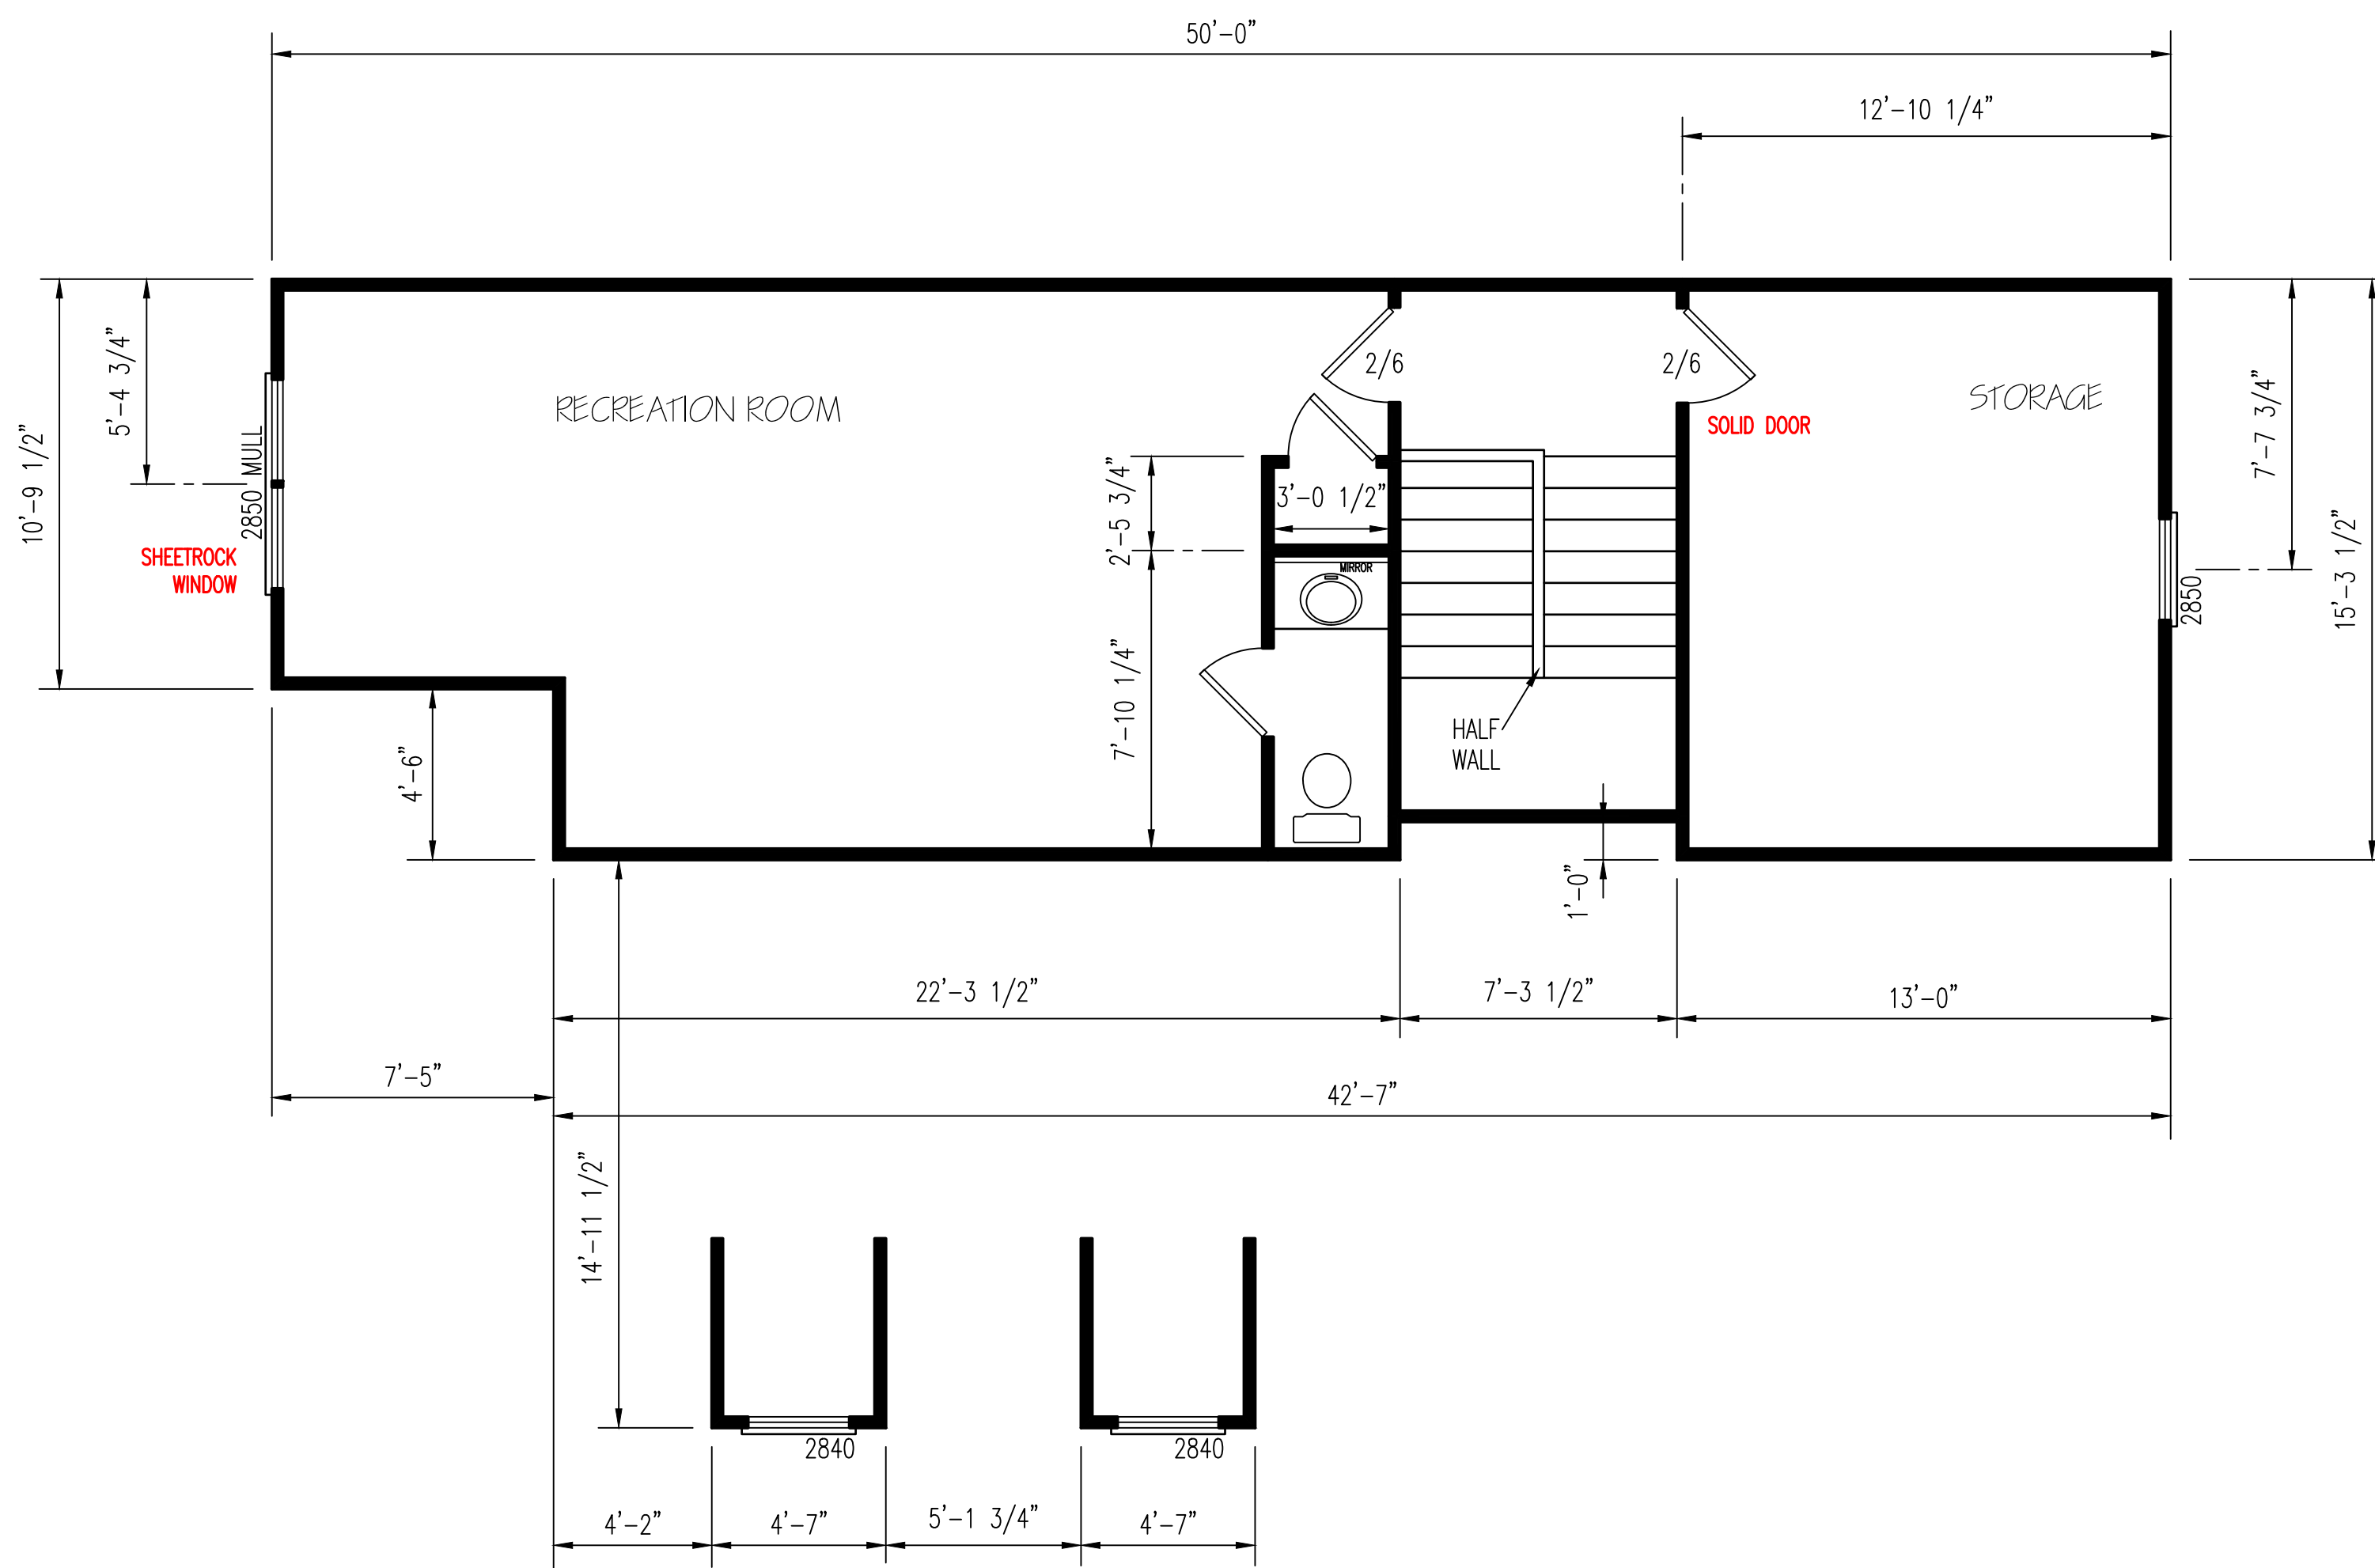 50'-0"
12'-10 1/4"
10'-9 1/2"
5'-4 3/4"
2850 MULL
SHEETROCK
WINDOW
RECREATION ROOM
2/6
2/6
SOLID DOOR
STORAGE
7'-7 3/4"
15'-3 1/2"
2850
2'-5 3/4"
3'-0 1/2"
MIRROR
7'-10 1/4"
HALF
WALL
4'-6"
1'-0"
22'-3 1/2"
7'-3 1/2"
13'-0"
7'-5"
42'-7"
14'-11 1/2"
2840
2840
4'-2"
4'-7"
5'-1 3/4"
4'-7"